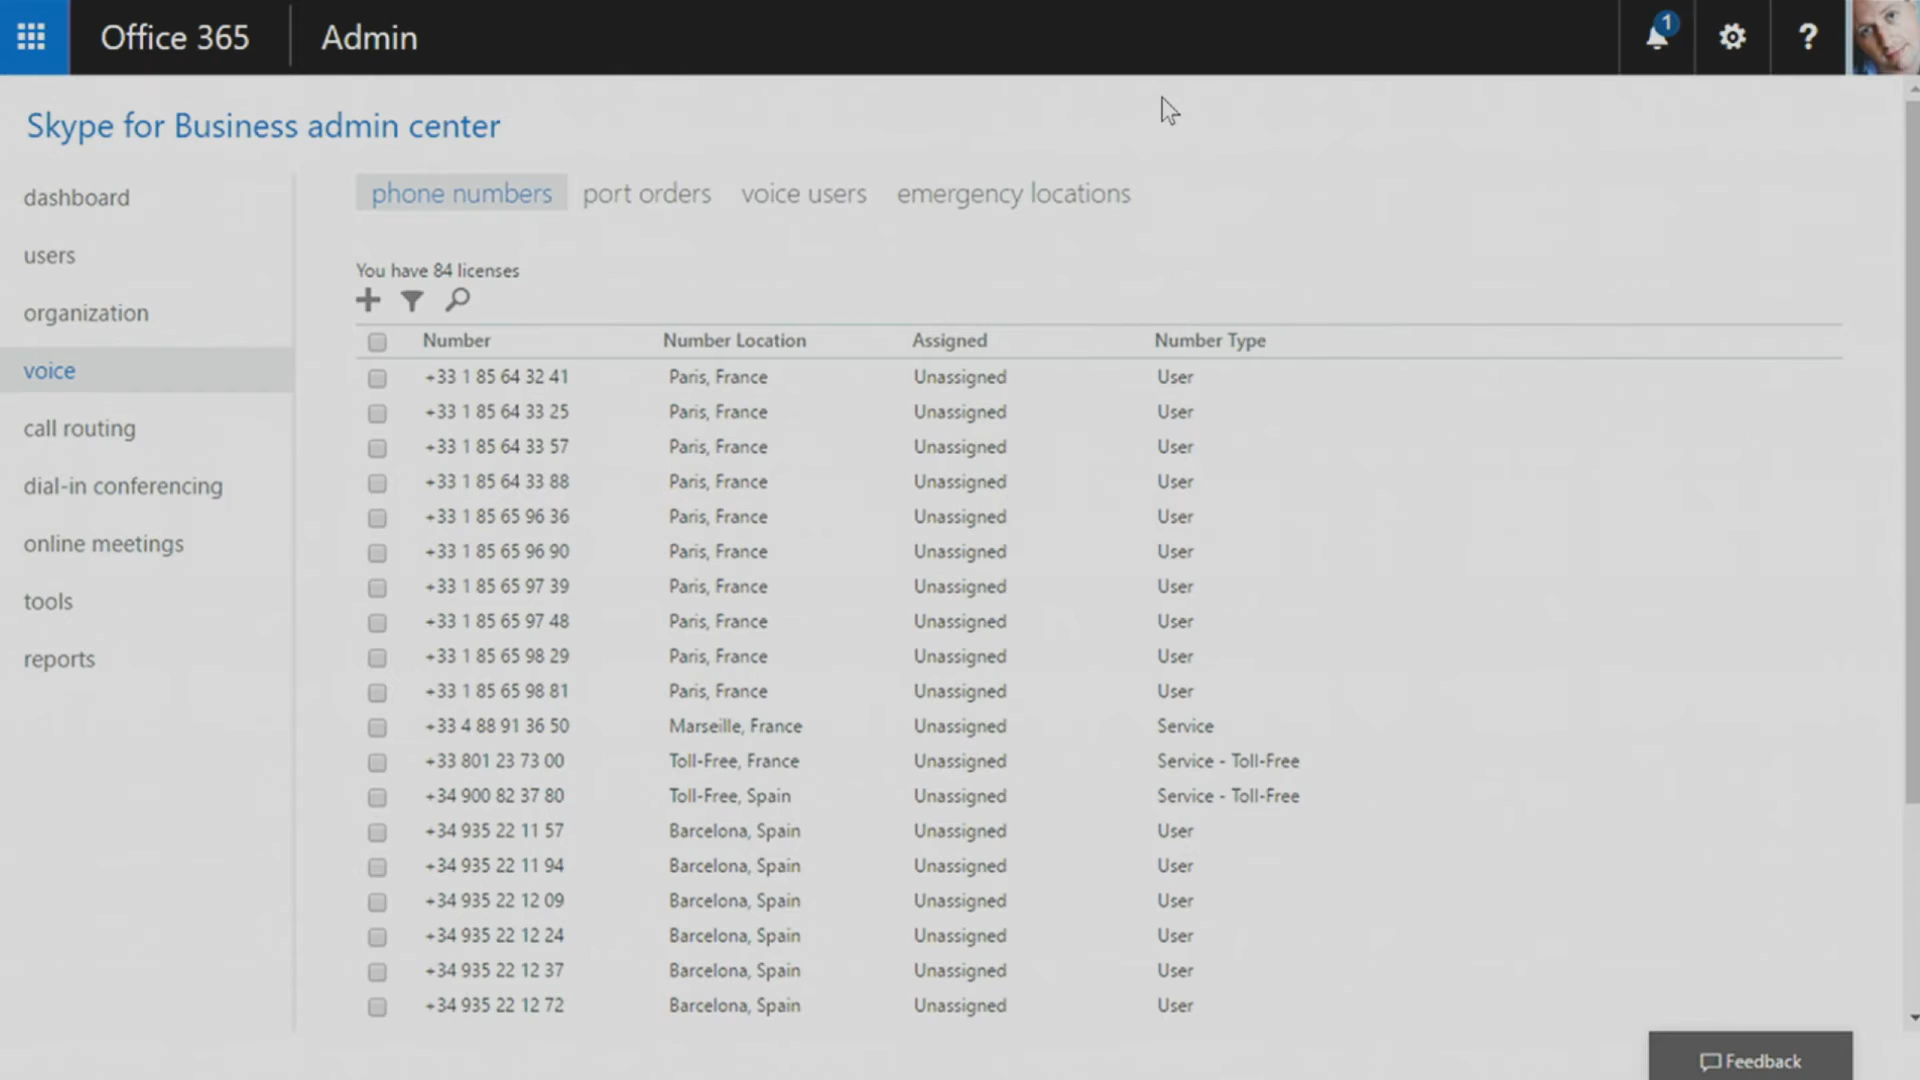 Office 365 Admin 1 ?
Skype for Business admin center
dashboard
users
organization
voice
call routing
dial-in conferencing
online meetings
tools
reports
phone numbers port orders voice users emergency locations
You have 84 licenses
Number Number Location Assigned Number Type
+33 1 85 64 32 41 Paris, France Unassigned User
+33 1 85 64 33 25 Paris, France Unassigned User
+33 1 85 64 33 57 Paris, France Unassigned User
+33 1 85 64 33 88 Paris, France Unassigned User
+33 1 85 65 96 36 Paris, France Unassigned User
+33 1 85 65 96 90 Paris, France Unassigned User
+33 1 85 65 97 39 Paris, France Unassigned User
+33 1 85 65 97 48 Paris, France Unassigned User
+33 1 85 65 98 29 Paris, France Unassigned User
+33 1 85 65 98 81 Paris, France Unassigned User
+33 4 88 91 36 50 Marseille, France Unassigned Service
+33 801 23 73 00 Toll-Free, France Unassigned Service - Toll-Free
+34 900 82 37 80 Toll-Free, Spain Unassigned Service - Toll-Free
+34 935 22 11 57 Barcelona, Spain Unassigned User
+34 935 22 11 94 Barcelona, Spain Unassigned User
+34 935 22 12 09 Barcelona, Spain Unassigned User
+34 935 22 12 24 Barcelona, Spain Unassigned User
+34 935 22 12 37 Barcelona, Spain Unassigned User
+34 935 22 12 72 Barcelona, Spain Unassigned User
Feedback